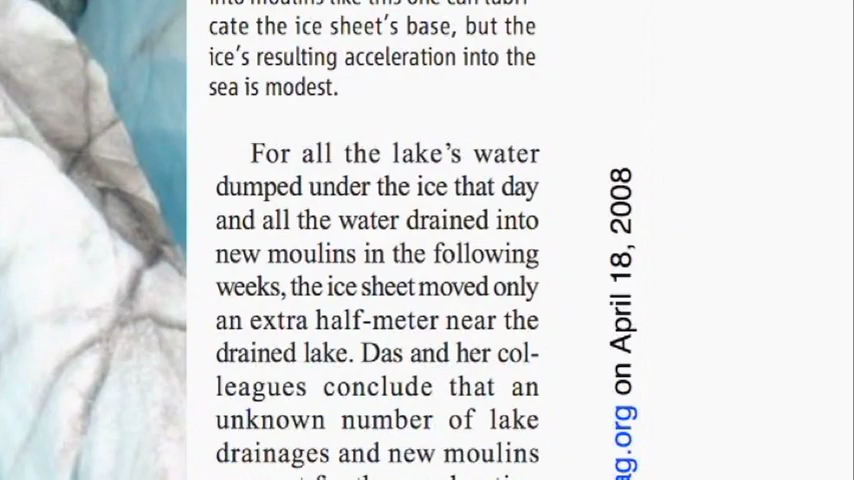 cate the ice sheet's base, but the
ice's resulting acceleration into the
sea is modest.
For all the lake's water
dumped under the ice that day
and all the water drained into
new moulins in the following
weeks, the ice sheet moved only
an extra half-meter near the
drained lake. Das and her col-
leagues conclude that an
unknown number of lake
drainages and new moulins
ag.org on April 18, 2008